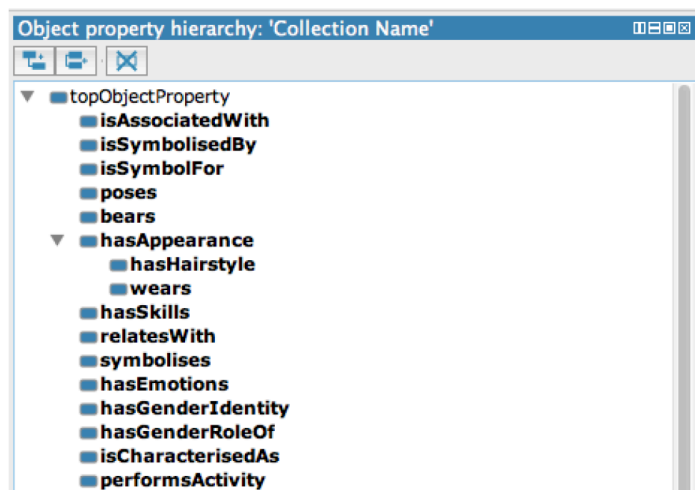 Object property hierarchy: 'Collection Name'
topObjectProperty
isAssociatedWith
isSymbolisedBy
isSymbolFor
poses
bears
hasAppearance
hasHairstyle
wears
hasSkills
relatesWith
symbolises
hasEmotions
hasGenderIdentity
hasGenderRoleOf
isCharacterisedAs
performsActivity